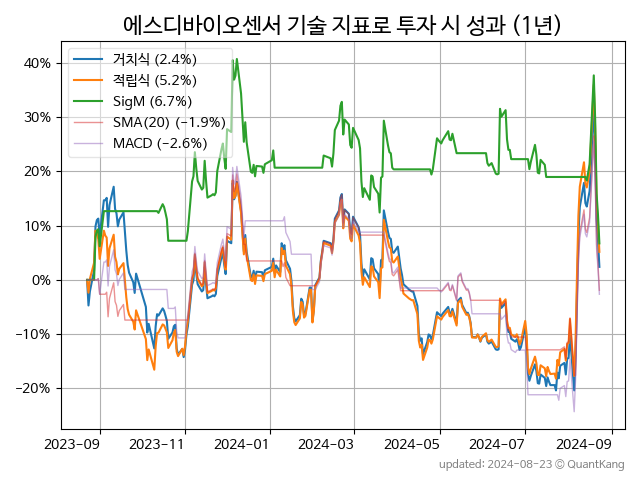 에스디바이오센서 기술 지표로 투자 시 성과 (1년)
거치식 (2.4%)
적립식 (5.2%)
SigM (6.7%)
SMA(20) (−1.9%)
MACD (−2.6%)
40%
30%
20%
10%
0%
−10%
−20%
2023-09
2023-11
2024-01
2024-03
2024-05
2024-07
2024-09
updated: 2024-08-23 © QuantKang